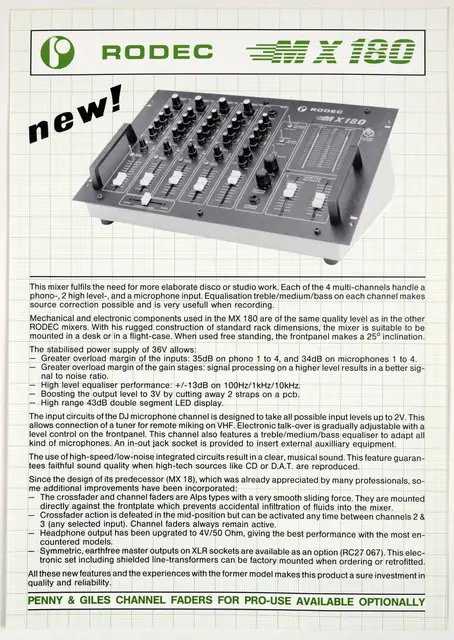 RODEC MX180
new!
RODEC
MX180
This mixer fulfils the need for more elaborate disco or studio work. Each of the 4 multi-channels handle a
phono-, 2 high level-, and a microphone input. Equalisation treble/medium/bass on each channel makes
source correction possible and is very usefull when recording.
Mechanical and electronic components used in the MX 180 are of the same quality level as in the other
RODEC mixers. With his rugged construction of standard rack dimensions, the mixer is suitable to be
mounted in a desk or in a flight-case. When used free standing, the frontpanel makes a 25° inclination.
The stabilised power supply of 36V allows:
— Greater overload margin of the inputs: 35dB on phono 1 to 4, and 34dB on microphones 1 to 4.
— Greater overload margin of the gain stages: signal processing on a higher level results in a better sig-
nal to noise ratio.
— High level equaliser performance: +/-13dB on 100Hz/1kHz/10kHz.
— Boosting the output level to 3V by cutting away 2 straps on a pcb.
— High range 43dB double segment LED display.
The input circuits of the DJ microphone channel is designed to take all possible input levels up to 2V. This
allows connection of a tuner for remote miking on VHF. Electronic talk-over is gradually adjustable with a
level control on the frontpanel. This channel also features a treble/medium/bass equaliser to adapt all
kind of microphones. An in-out jack socket is provided to insert external auxiliary equipment.
The use of high-speed/low-noise integrated circuits result in a clear, musical sound. This feature guaran-
tees faithful sound quality when high-tech sources like CD or D.A.T. are reproduced.
Since the design of its predecessor (MX 18), which was already appreciated by many professionals, so-
me additional improvements have been incorporated:
— The crossfader and channel faders are Alps types with a very smooth sliding force. They are mounted
directly against the frontplate which prevents accidental infiltration of fluids into the mixer.
— Crossfader action is defeated in the mid-position but can be activated any time between channels 2 &
3 (any selected input). Channel faders always remain active.
— Headphone output has been upgrated to 4V/50 Ohm, giving the best performance with the most en-
countered models.
— Symmetric, earthfree master outputs on XLR sockets are available as an option (RC27 067). This elec-
tronic set including shielded line-transformers can be factory mounted when ordering or retrofitted.
All these new features and the experiences with the former model makes this product a sure investment in
quality and reliability.
PENNY & GILES CHANNEL FADERS FOR PRO-USE AVAILABLE OPTIONALLY